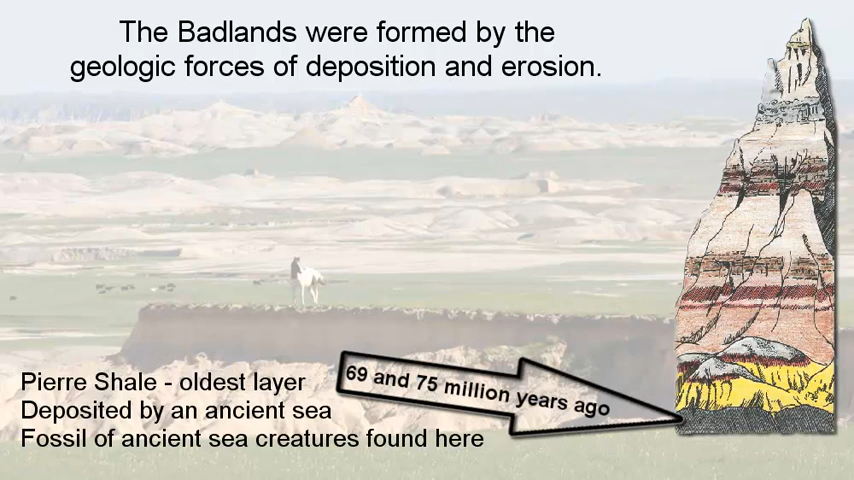 The Badlands were formed by the
geologic forces of deposition and erosion.
69 and 75 million years ago
Pierre Shale - oldest layer
Deposited by an ancient sea
Fossil of ancient sea creatures found here